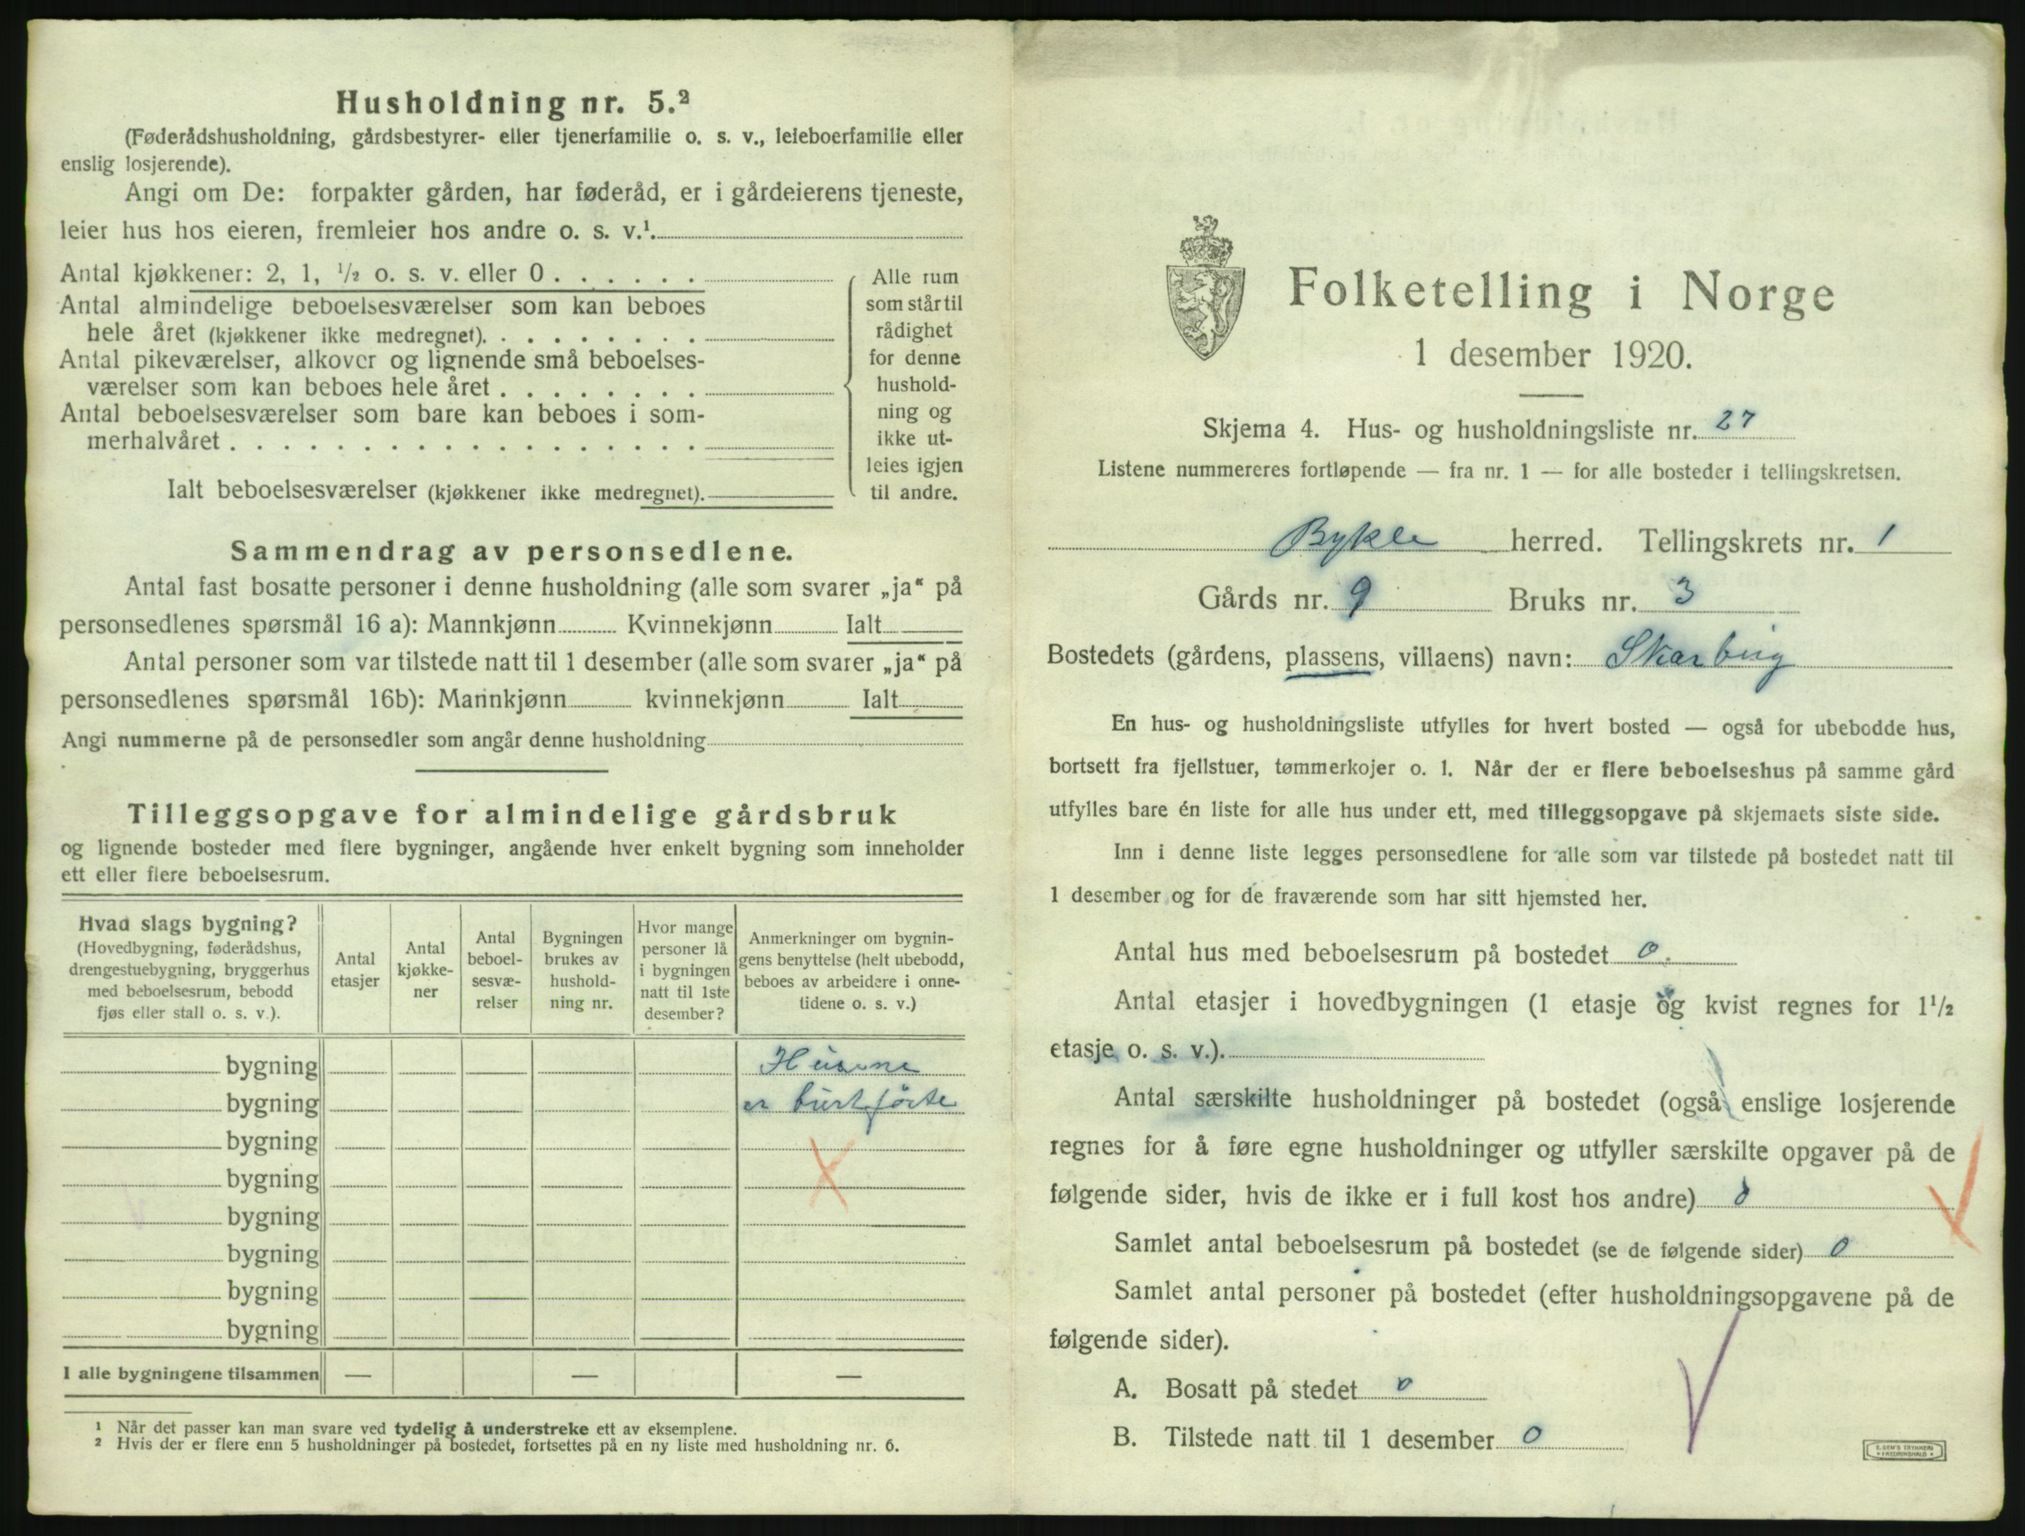 Husholdning nr. 5.²
(Føderådshusholdning, gårdsbestyrer- eller tjenerfamilie o. s. v., leieboerfamilie eller
enslig losjerende).
Angi om De: forpakter gården, har føderåd, er i gårdeierens tjeneste,
leier hus hos eieren, fremleier hos andre o. s. v.¹.
Antal kjøkkener: 2, 1, ½ o. s. v. eller 0 . . . . . .
Antal almindelige beboelsesværelser som kan beboes
hele året (kjøkkener ikke medregnet). . . . . . . . .
Antal pikeværelser, alkover og lignende små beboelses-
værelser som kan beboes hele året . . . . . . . .
Antal beboelsesværelser som bare kan beboes i som-
merhalvåret . . . . . . . . . . . . . . . . . .
Ialt beboelsesværelser (kjøkkener ikke medregnet).
Alle rum
som står til
rådighet
for denne
hushold-
ning og
ikke ut-
leies igjen
til andre.
Sammendrag av personsedlene.
Antal fast bosatte personer i denne husholdning (alle som svarer „ja“ på
personsedlenes spørsmål 16 a): Mannkjønn Kvinnekjønn Ialt
Antal personer som var tilstede natt til 1 desember (alle som svarer „ja“ på
personsedlenes spørsmål 16b): Mannkjønn kvinnekjønn Ialt
Angi nummerne på de personsedler som angår denne husholdning
Tilleggsopgave for almindelige gårdsbruk
og lignende bosteder med flere bygninger, angående hver enkelt bygning som inneholder
ett eller flere beboelsesrum.
Hvad slags bygning?
(Hovedbygning, føderådshus,
drengestuebygning, bryggerhus
med beboelsesrum, bebodd
fjøs eller stall o. s. v.).
Antal
etasjer
Antal
kjøkke-
ner
Antal
beboel-
sesvæ-
relser
Bygningen
brukes av
hushold-
ning nr.
Hvor mange
personer lå
i bygningen
natt til 1ste
desember?
Anmerkninger om bygnin-
gens benyttelse (helt ubebodd,
beboes av arbeidere i onne-
tidene o. s. v.)
bygning Husene
bygning er burtførte
bygning
bygning
bygning
bygning
bygning
bygning
I alle bygningene tilsammen — — —
¹ Når det passer kan man svare ved tydelig å understreke ett av eksemplene.
² Hvis der er flere enn 5 husholdninger på bostedet, fortsettes på en ny liste med husholdning nr. 6.
Folketelling i Norge
1 desember 1920.
Skjema 4. Hus- og husholdningsliste nr. 27
Listene nummereres fortløpende — fra nr. 1 — for alle bosteder i tellingskretsen.
Bykle herred. Tellingskrets nr. 1
Gårds nr. 9 Bruks nr. 3
Bostedets (gårdens, plassens, villaens) navn: Skarbug
En hus- og husholdningsliste utfylles for hvert bosted — også for ubebodde hus,
bortsett fra fjellstuer, tømmerkojer o. l. Når der er flere beboelseshus på samme gård
utfylles bare én liste for alle hus under ett, med tilleggsopgave på skjemaets siste side.
Inn i denne liste legges personsedlene for alle som var tilstede på bostedet natt til
1 desember og for de fraværende som har sitt hjemsted her.
Antal hus med beboelsesrum på bostedet 0.
Antal etasjer i hovedbygningen (1 etasje og kvist regnes for 1½
etasje o. s. v.).
Antal særskilte husholdninger på bostedet (også enslige losjerende
regnes for å føre egne husholdninger og utfyller særskilte opgaver på de
følgende sider, hvis de ikke er i full kost hos andre) 0
Samlet antal beboelsesrum på bostedet (se de følgende sider) 0
Samlet antal personer på bostedet (efter husholdningsopgavene på de
følgende sider).
A. Bosatt på stedet 0
B. Tilstede natt til 1 desember 0